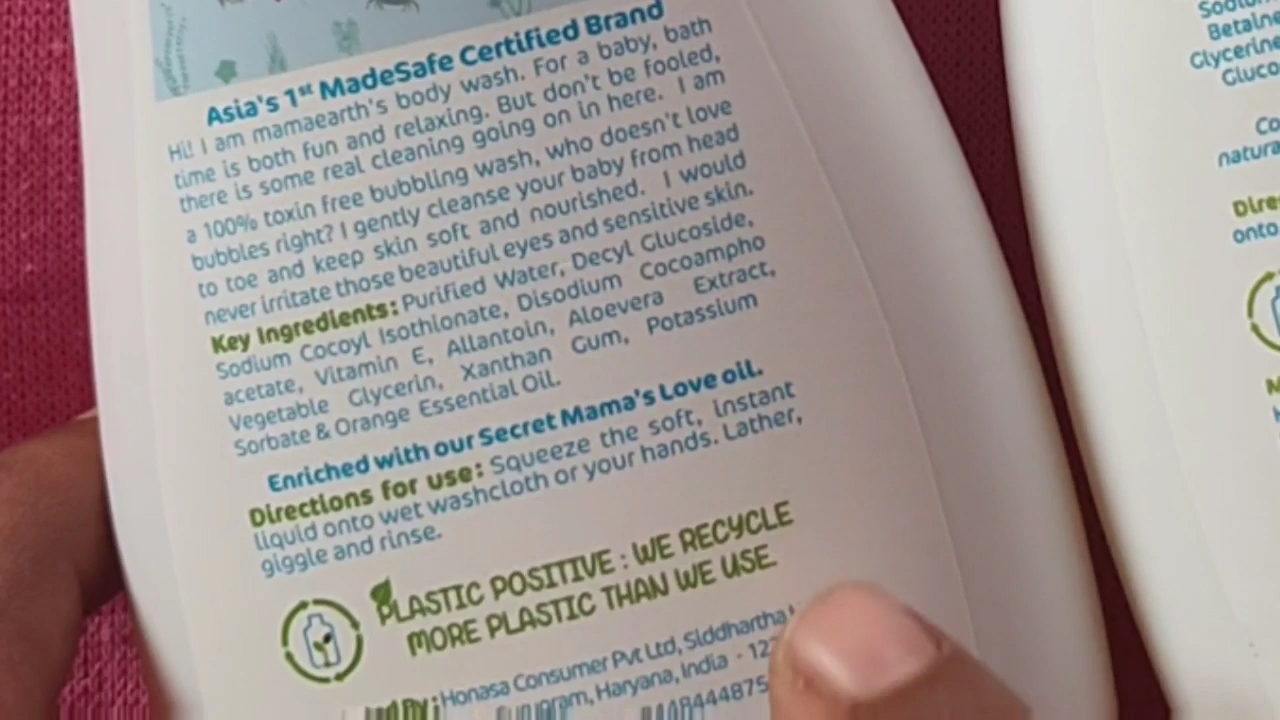 Asia's 1st MadeSafe Certified Brand
Hi! I am mamaearth's body wash. For a baby, bath
time is both fun and relaxing. But don't be fooled,
there is some real cleaning going on in here. I am
a 100% toxin free bubbling wash, who doesn't love
bubbles right? I gently cleanse your baby from head
to toe and keep skin soft and nourished. I would
never irritate those beautiful eyes and sensitive skin.
Key Ingredients: Purified Water, Decyl Glucoside,
Sodium Cocoyl Isothionate, Disodium Cocoampho
acetate, Vitamin E, Allantoin, Aloevera Extract,
Vegetable Glycerin, Xanthan Gum, Potassium
Sorbate & Orange Essential Oil.
Enriched with our Secret Mama's Love oil.
Directions for use: Squeeze the soft, instant
liquid onto wet washcloth or your hands. Lather,
giggle and rinse.
PLASTIC POSITIVE : WE RECYCLE
MORE PLASTIC THAN WE USE.
By: Honasa Consumer Pvt Ltd, Siddhartha
Haryana, India - 12
Betaine
Glycerine
onto